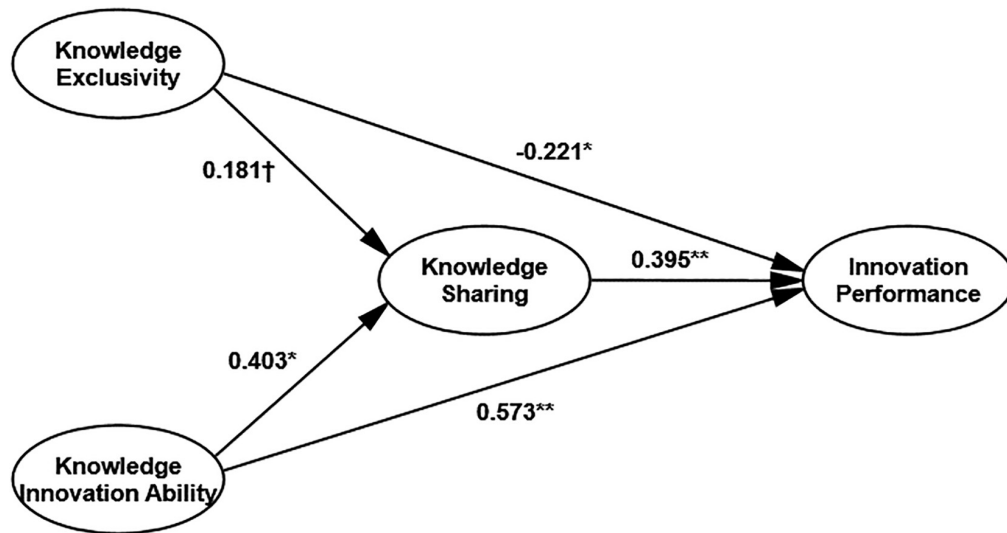 Knowledge
Exclusivity
-0.221*
0.181†
Knowledge
Sharing
0.395**
Innovation
Performance
0.403*
0.573**
Knowledge
Innovation Ability